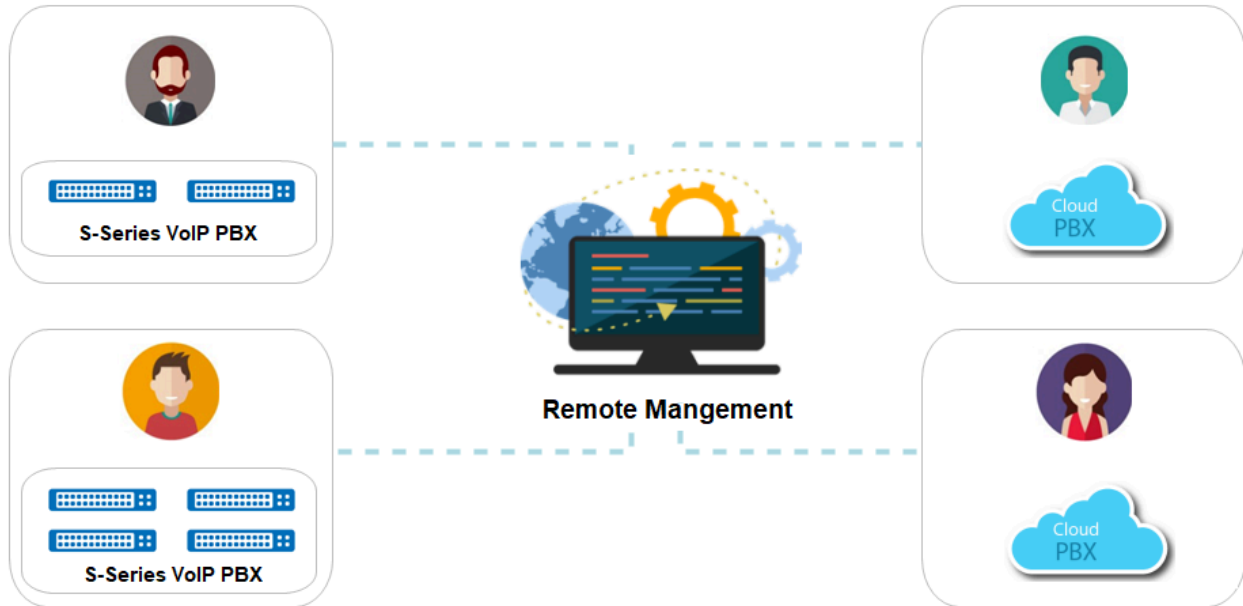 S-Series VoIP PBX
Cloud
PBX
Remote Mangement
S-Series VoIP PBX
Cloud
PBX